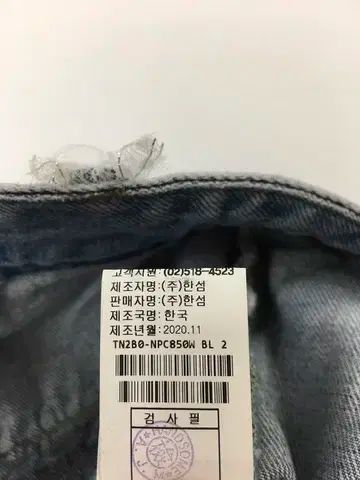 고객지원 :(02)518-4523
제조자명:(주)한섬
판매자명:(주)한섬
제조국명: 한국
제조년월: 2020.11
TN2B0-NPC850W BL 2
검 사 필
HANDSOME